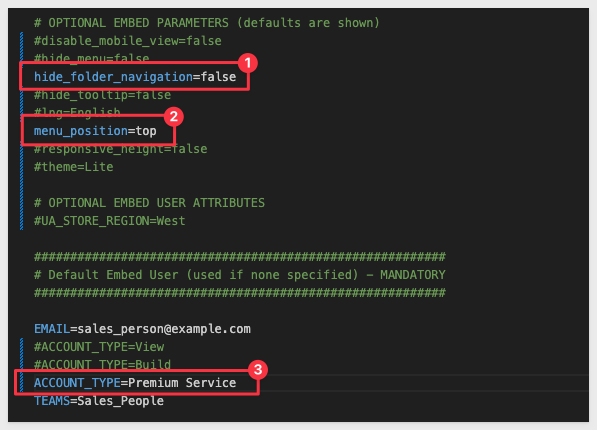 # OPTIONAL EMBED PARAMETERS (defaults are shown)
#disable_mobile_view=false
#hide_menu=false
1
hide_folder_navigation=false
#hide_tooltip=false
#lng=English
2
menu_position=top
#responsive_height=false
#theme=Lite
# OPTIONAL EMBED USER ATTRIBUTES
#UA_STORE_REGION=West
#########################################################
# Default Embed User (used if none specified) – MANDATORY
#########################################################
EMAIL=sales_person@example.com
#ACCOUNT_TYPE=View
#ACCOUNT_TYPE=Build
3
ACCOUNT_TYPE=Premium Service
TEAMS=Sales_People